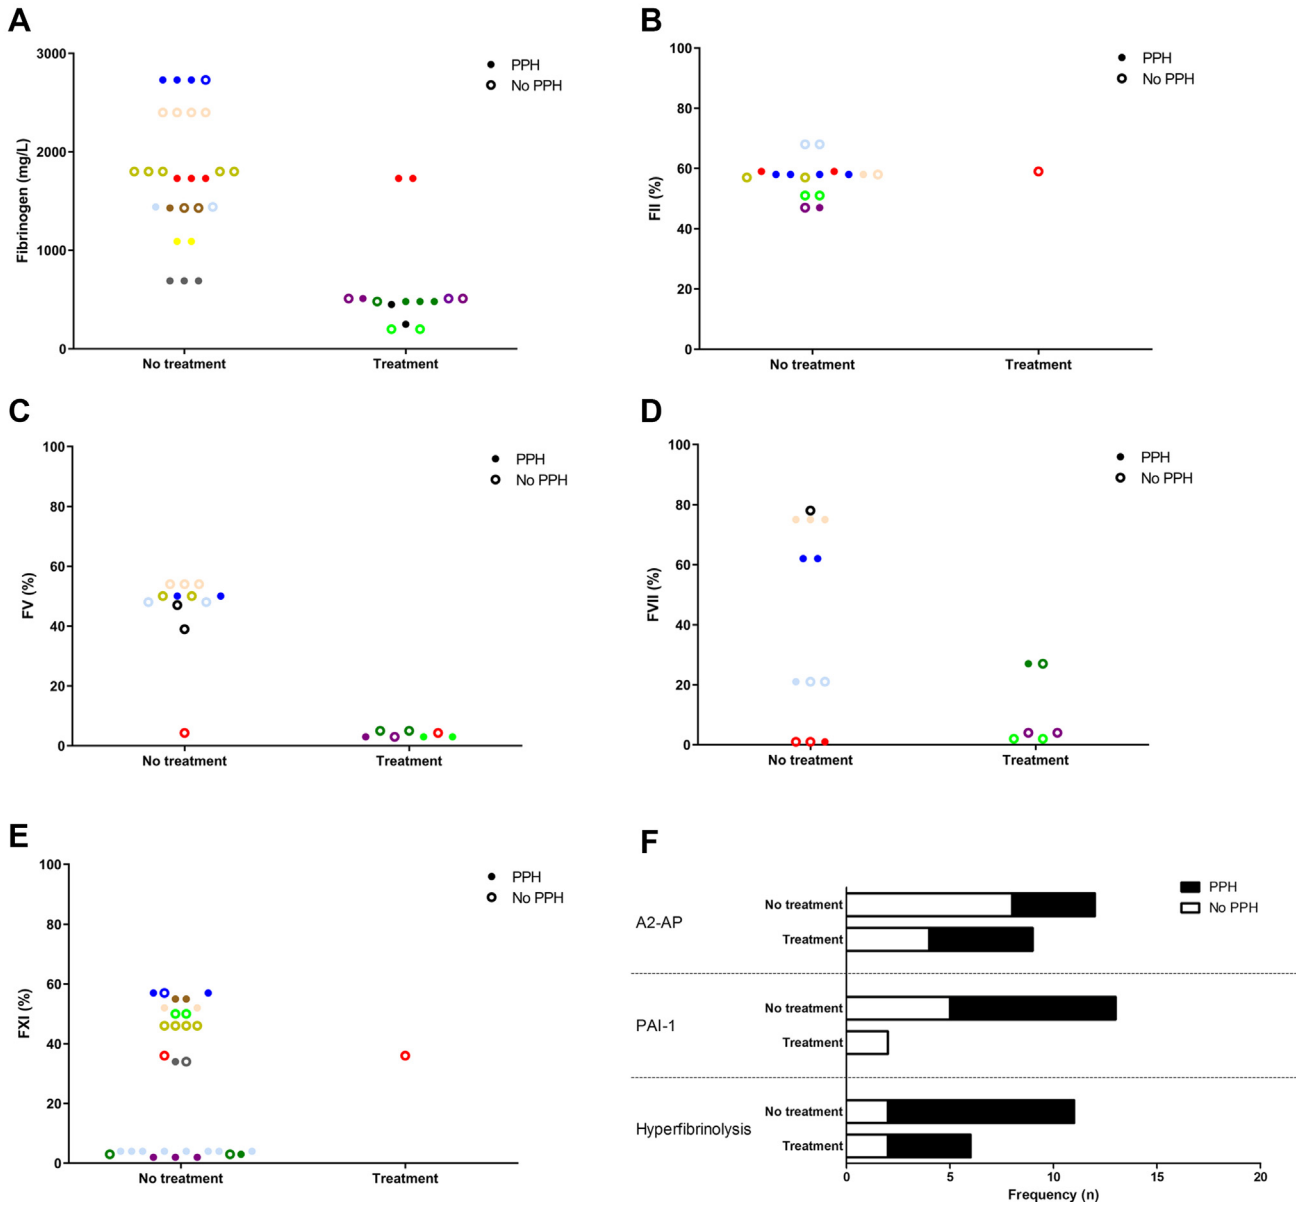 A
Fibrinogen (mg/L)
3000
2000
1000
0
No treatment
Treatment
PPH
No PPH
B
FII (%)
100
80
60
40
20
0
No treatment
Treatment
PPH
No PPH
C
FV (%)
100
80
60
40
20
0
No treatment
Treatment
PPH
No PPH
D
FVII (%)
100
80
60
40
20
0
No treatment
Treatment
PPH
No PPH
E
FXI (%)
100
80
60
40
20
0
No treatment
Treatment
PPH
No PPH
F
PPH
No PPH
A2-AP
No treatment
Treatment
PAI-1
No treatment
Treatment
Hyperfibrinolysis
No treatment
Treatment
0
5
10
15
20
Frequency (n)